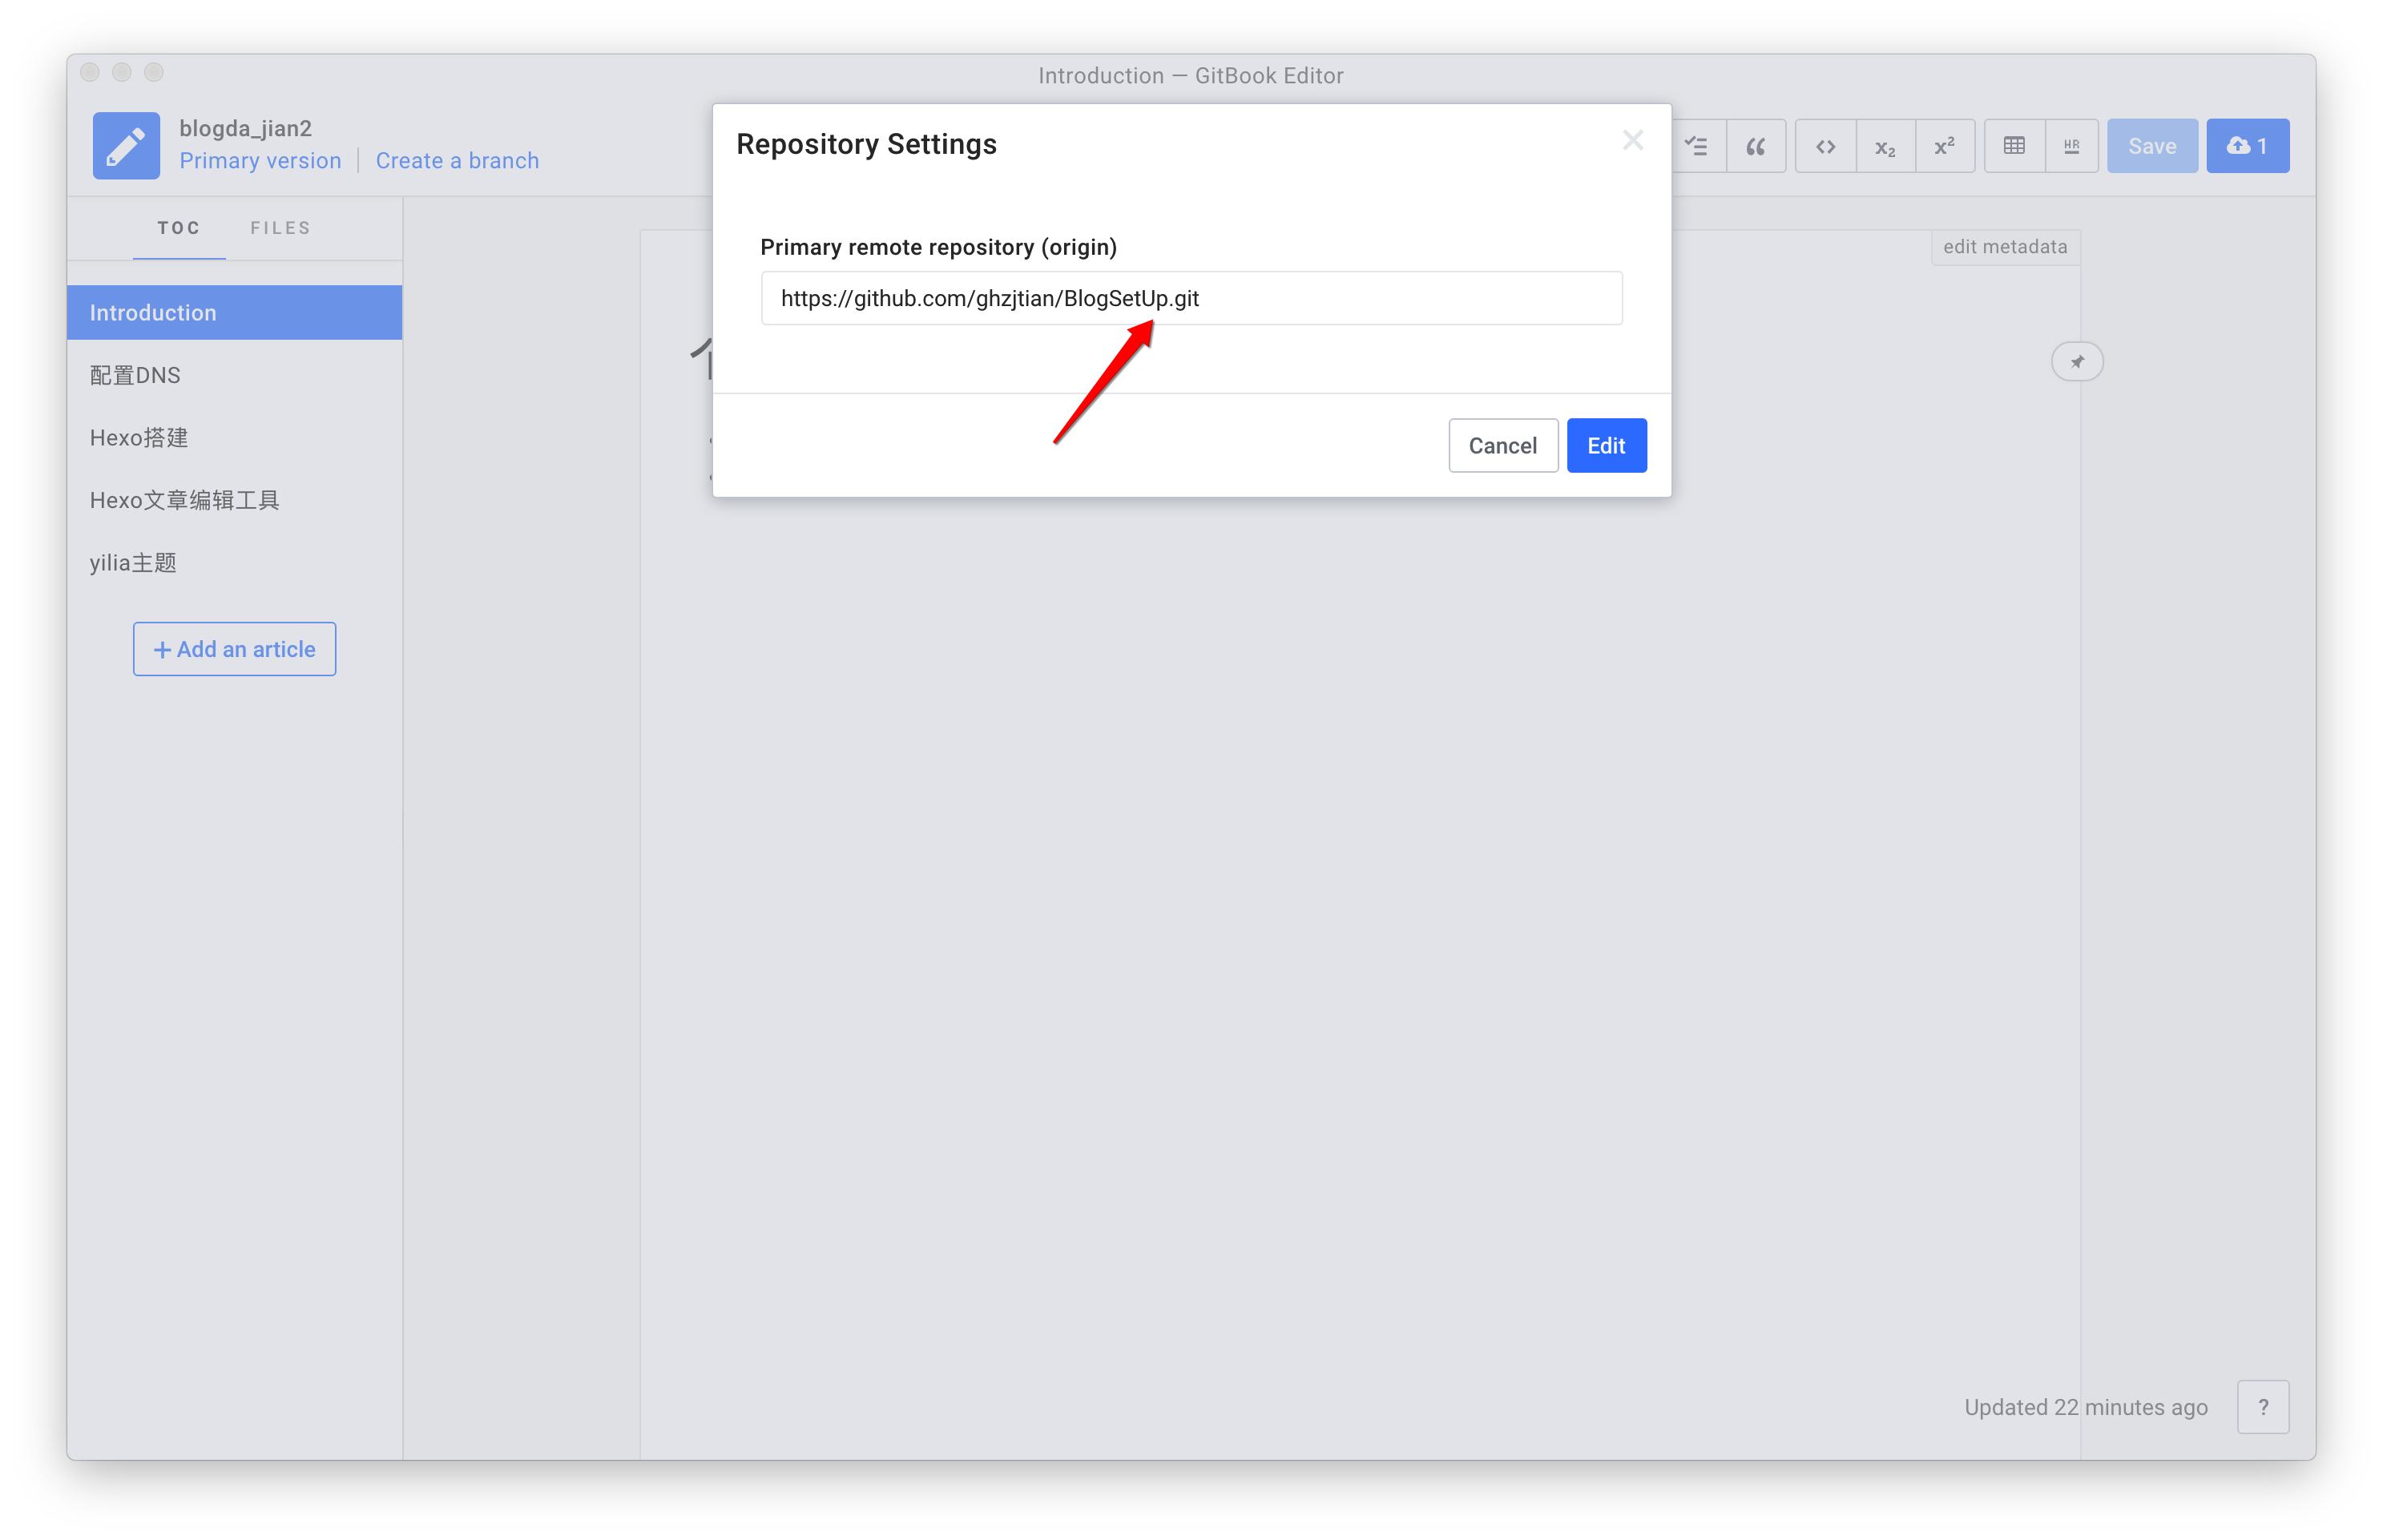 Introduction — GitBook Editor
blogda_jian2
Primary version | Create a branch
Repository Settings
x₂
x²
HR
Save
1
TOC
FILES
Primary remote repository (origin)
https://github.com/ghzjtian/BlogSetUp.git
edit metadata
Introduction
配置DNS
Hexo搭建
Hexo文章编辑工具
yilia主题
+ Add an article
Cancel
Edit
Updated 22 minutes ago
?